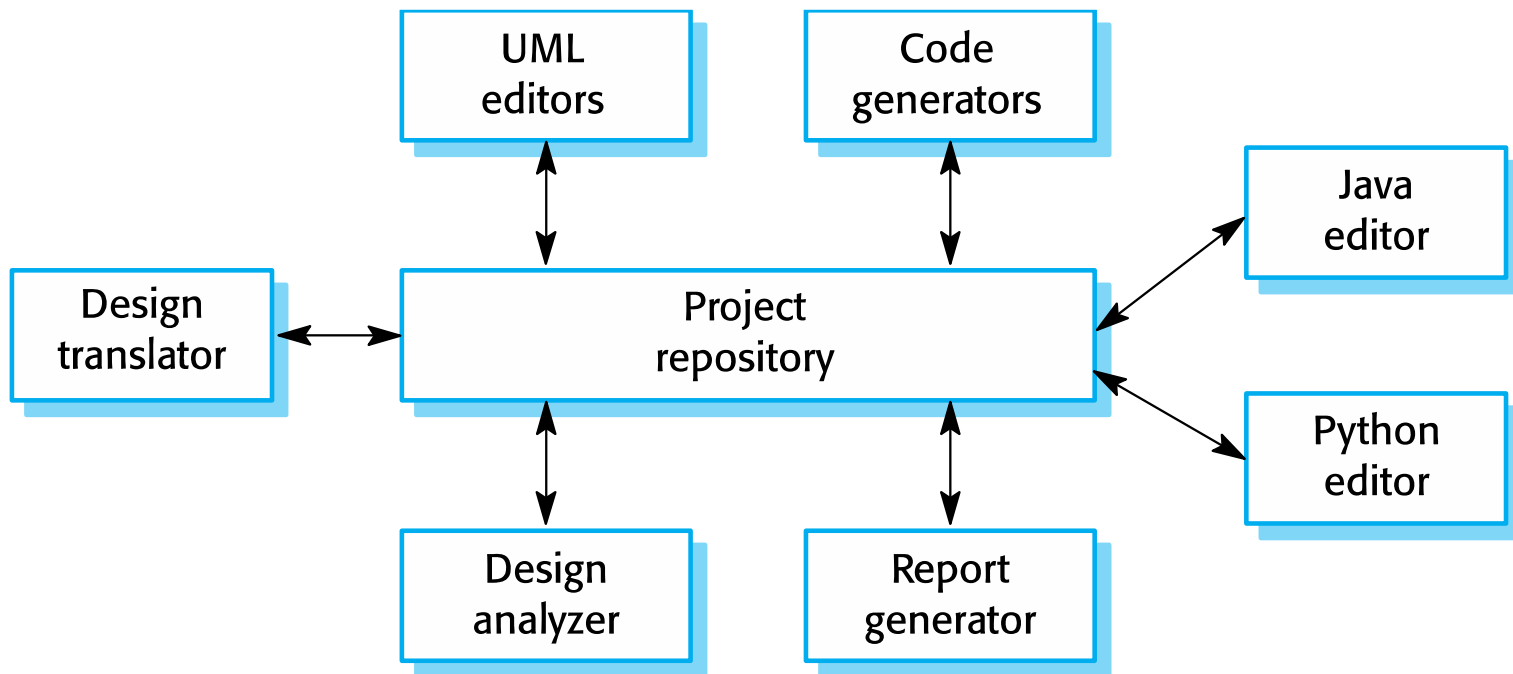 UML
editors
Code
generators
Java
editor
Design
translator
Project
repository
Python
editor
Design
analyzer
Report
generator